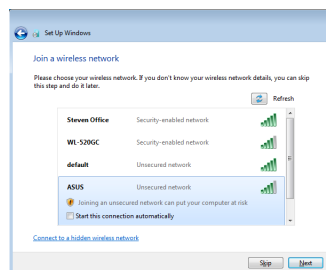 Set Up Windows
Join a wireless network
Please choose your wireless network. If you don't know your wireless network details, you can skip
this step and do it later.
Refresh
Steven Office Security-enabled network
WL-520GC Security-enabled network
default Unsecured network
ASUS Unsecured network
Joining an unsecured network can put your computer at risk
Start this connection automatically
Connect to a hidden wireless network
Skip Next